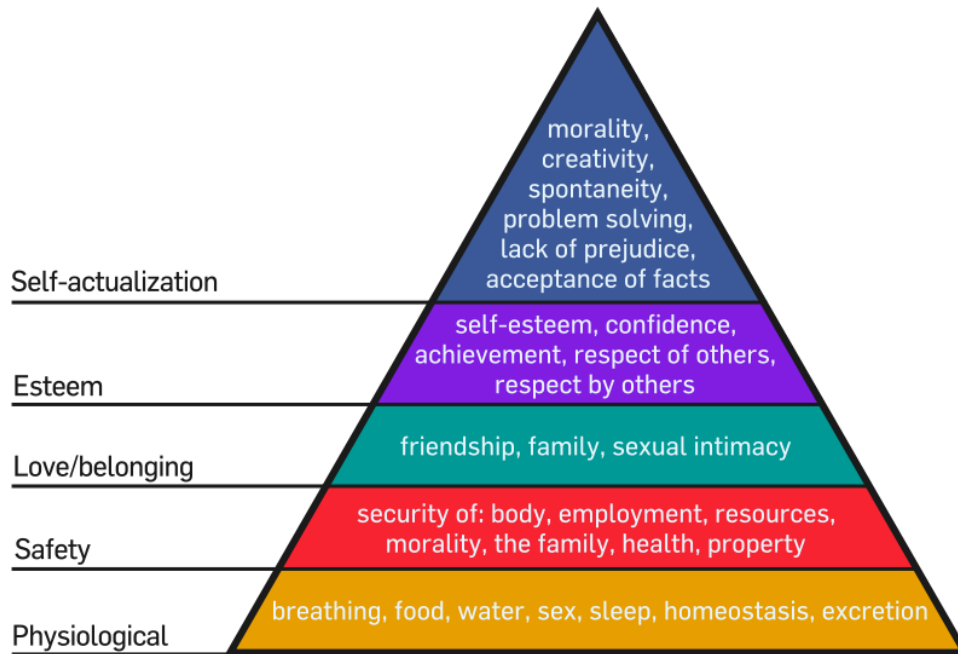 morality,
creativity,
spontaneity,
problem solving,
lack of prejudice,
acceptance of facts
Self-actualization
self-esteem, confidence,
achievement, respect of others,
respect by others
Esteem
friendship, family, sexual intimacy
Love/belonging
security of: body, employment, resources,
morality, the family, health, property
Safety
breathing, food, water, sex, sleep, homeostasis, excretion
Physiological